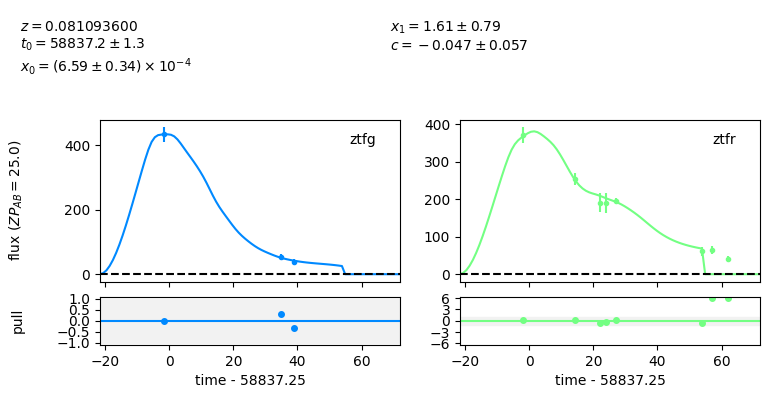 z = 0.081093600
t₀ = 58837.2 ± 1.3
x₀ = (6.59 ± 0.34) × 10⁻⁴
x₁ = 1.61 ± 0.79
c = −0.047 ± 0.057
flux (ZP_AB = 25.0)
400
200
0
ztfg
400
300
200
100
0
ztfr
pull
1.0
0.5
0.0
−0.5
−1.0
6
3
0
−3
−6
−20 0 20 40 60
−20 0 20 40 60
time - 58837.25
time - 58837.25